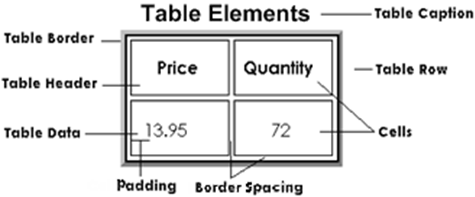 Table Elements
Table Caption
Table Border
Price
Quantity
Table Row
Table Header
Table Data
13.95
72
Cells
Padding
Border Spacing